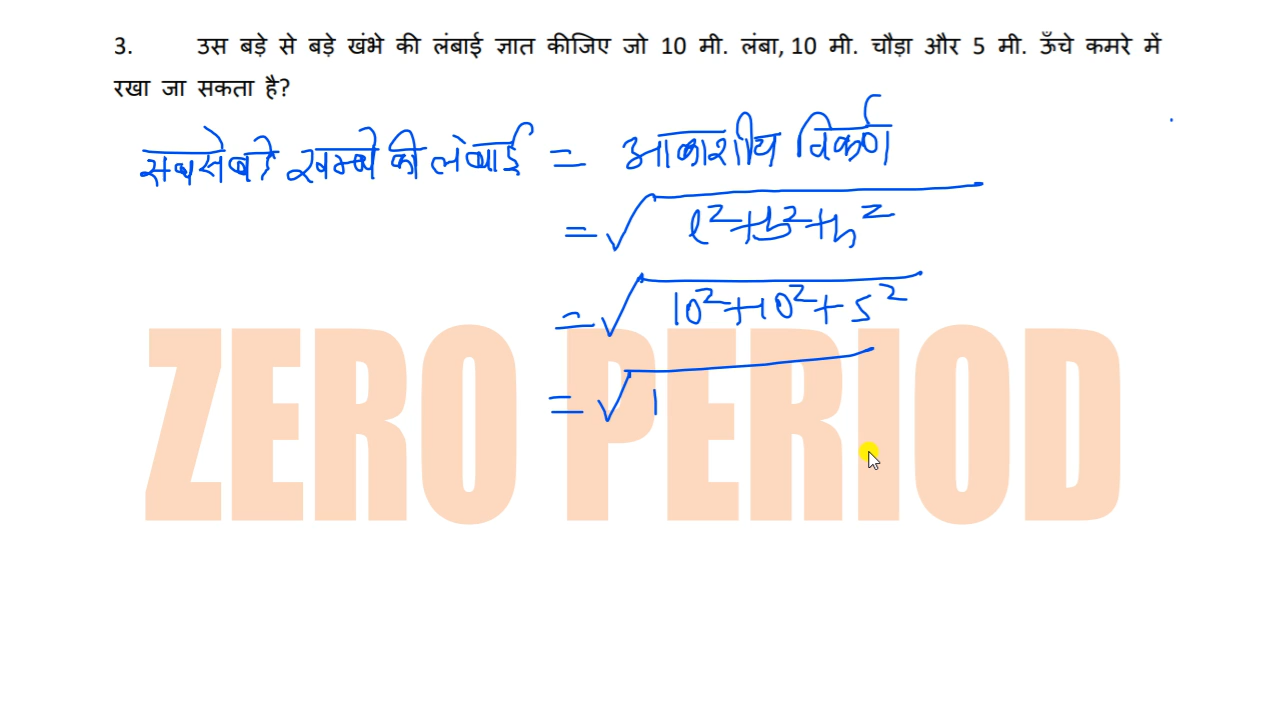 3. उस बड़े से बड़े खंभे की लंबाई ज्ञात कीजिए जो 10 मी. लंबा, 10 मी. चौड़ा और 5 मी. ऊँचे कमरे में
रखा जा सकता है?
सबसे बड़े खम्बे की लंबाई = आकाशीय विकर्ण
= √l²+b²+h²
= √10²+10²+5²
= √1
ZERO PERIOD